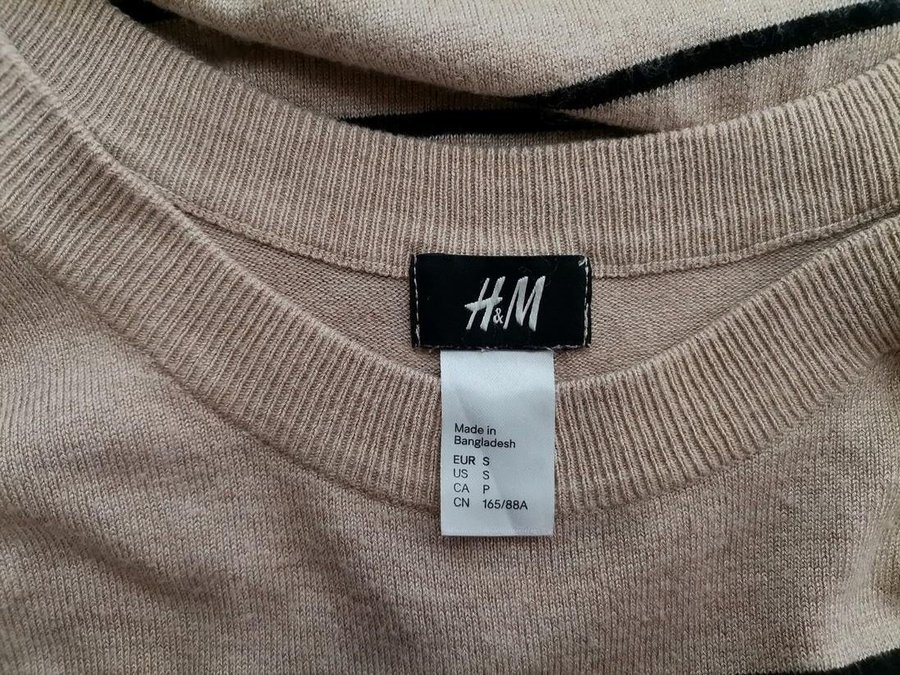 H&M
Made in
Bangladesh
EUR S
US S
CA P
CN 165/88A